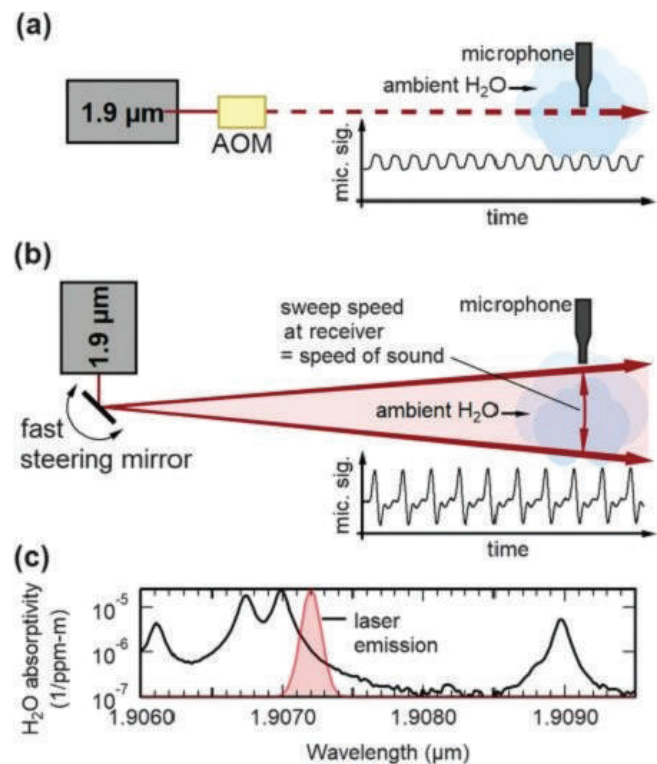 (a)
microphone
ambient H₂O
1.9 µm
AOM
mic. sig.
time
(b)
1.9 µm
sweep speed
at receiver
= speed of sound
microphone
fast
steering mirror
ambient H₂O
mic. sig.
time
(c)
H₂O absorptivity
(1/ppm-m)
10⁻⁵
10⁻⁶
10⁻⁷
laser
emission
1.9060
1.9070
1.9080
1.9090
Wavelength (µm)